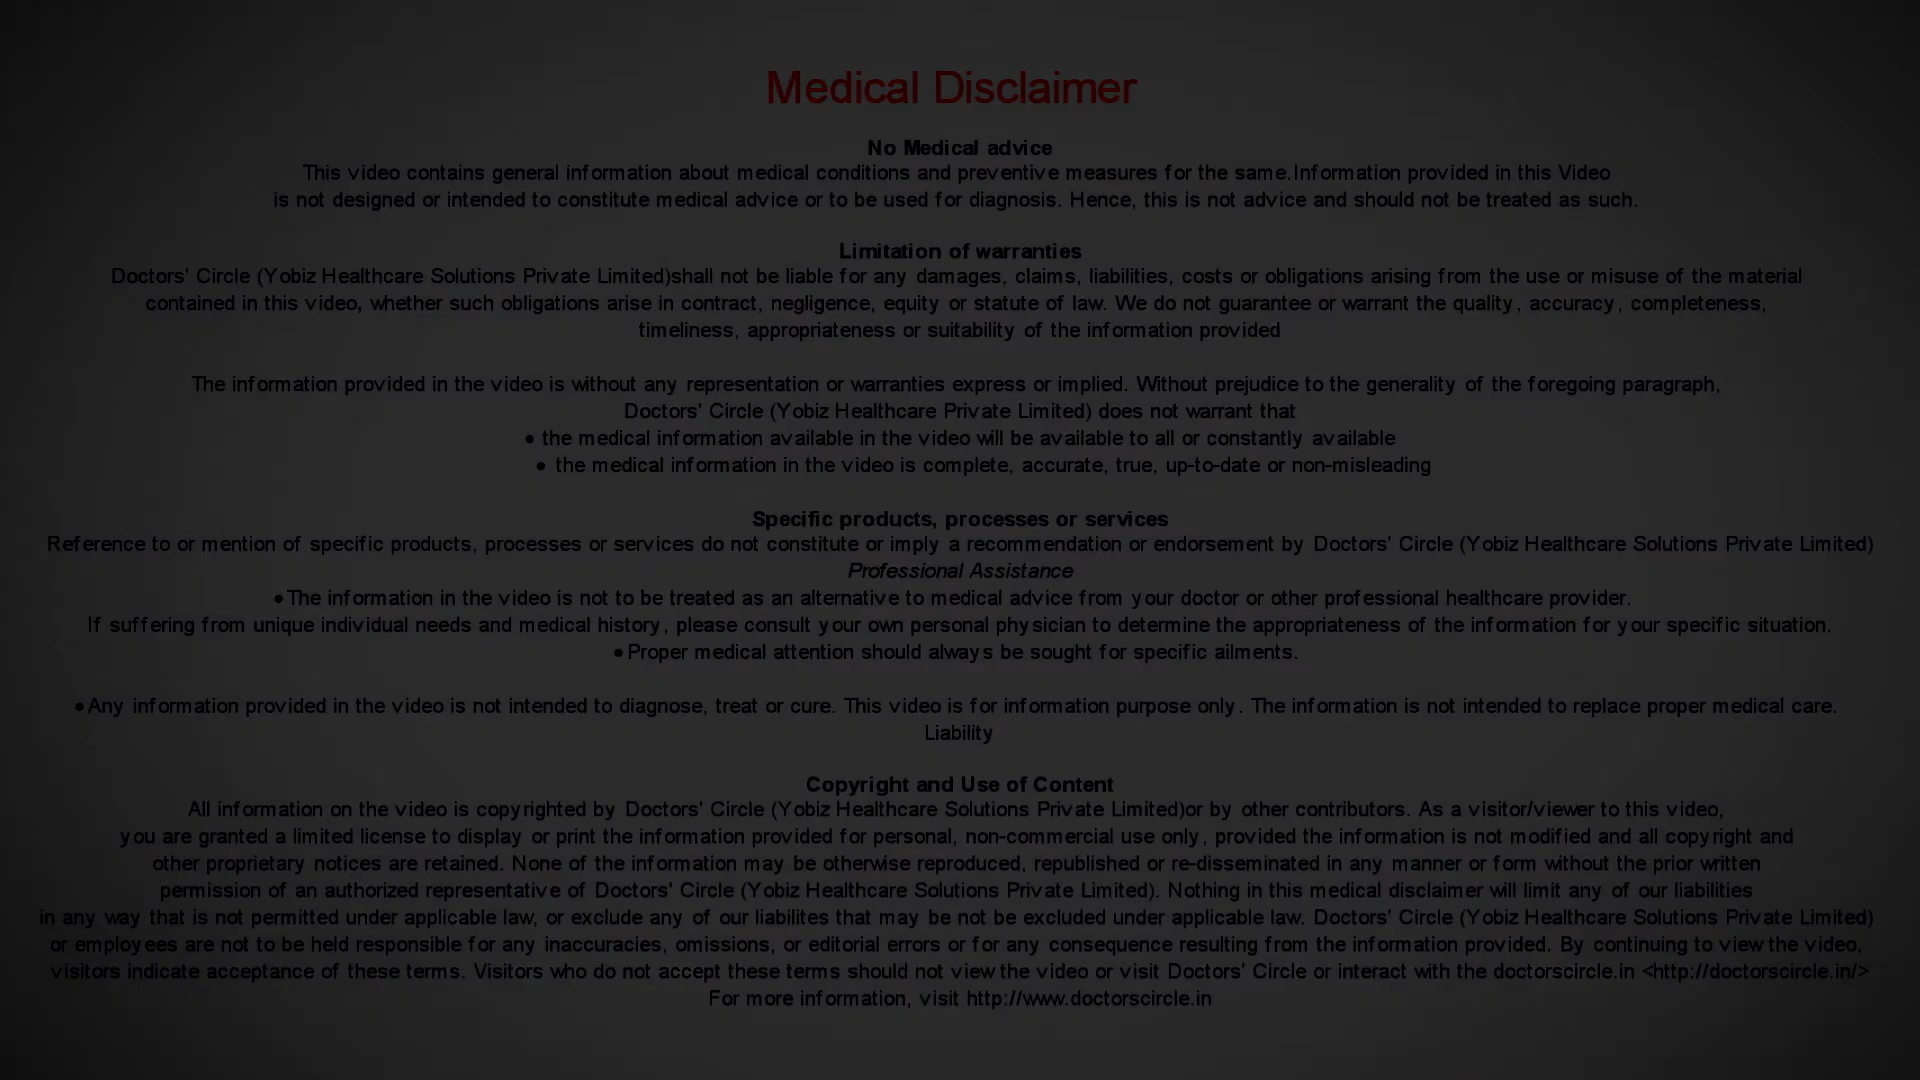 Medical Disclaimer
No Medical advice
This video contains general information about medical conditions and preventive measures for the same.Information provided in this Video
is not designed or intended to constitute medical advice or to be used for diagnosis. Hence, this is not advice and should not be treated as such.
Limitation of warranties
Doctors' Circle (Yobiz Healthcare Solutions Private Limited)shall not be liable for any damages, claims, liabilities, costs or obligations arising from the use or misuse of the material
contained in this video, whether such obligations arise in contract, negligence, equity or statute of law. We do not guarantee or warrant the quality, accuracy, completeness,
timeliness, appropriateness or suitability of the information provided
The information provided in the video is without any representation or warranties express or implied. Without prejudice to the generality of the foregoing paragraph,
Doctors' Circle (Yobiz Healthcare Private Limited) does not warrant that
● the medical information available in the video will be available to all or constantly available
● the medical information in the video is complete, accurate, true, up-to-date or non-misleading
Specific products, processes or services
Reference to or mention of specific products, processes or services do not constitute or imply a recommendation or endorsement by Doctors' Circle (Yobiz Healthcare Solutions Private Limited)
Professional Assistance
●The information in the video is not to be treated as an alternative to medical advice from your doctor or other professional healthcare provider.
If suffering from unique individual needs and medical history, please consult your own personal physician to determine the appropriateness of the information for your specific situation.
●Proper medical attention should always be sought for specific ailments.
●Any information provided in the video is not intended to diagnose, treat or cure. This video is for information purpose only. The information is not intended to replace proper medical care.
Liability
Copyright and Use of Content
All information on the video is copyrighted by Doctors' Circle (Yobiz Healthcare Solutions Private Limited)or by other contributors. As a visitor/viewer to this video,
you are granted a limited license to display or print the information provided for personal, non-commercial use only, provided the information is not modified and all copyright and
other proprietary notices are retained. None of the information may be otherwise reproduced, republished or re-disseminated in any manner or form without the prior written
permission of an authorized representative of Doctors' Circle (Yobiz Healthcare Solutions Private Limited). Nothing in this medical disclaimer will limit any of our liabilities
in any way that is not permitted under applicable law, or exclude any of our liabilites that may be not be excluded under applicable law. Doctors' Circle (Yobiz Healthcare Solutions Private Limited)
or employees are not to be held responsible for any inaccuracies, omissions, or editorial errors or for any consequence resulting from the information provided. By continuing to view the video,
visitors indicate acceptance of these terms. Visitors who do not accept these terms should not view the video or visit Doctors' Circle or interact with the doctorscircle.in <http://doctorscircle.in/>
For more information, visit http://www.doctorscircle.in